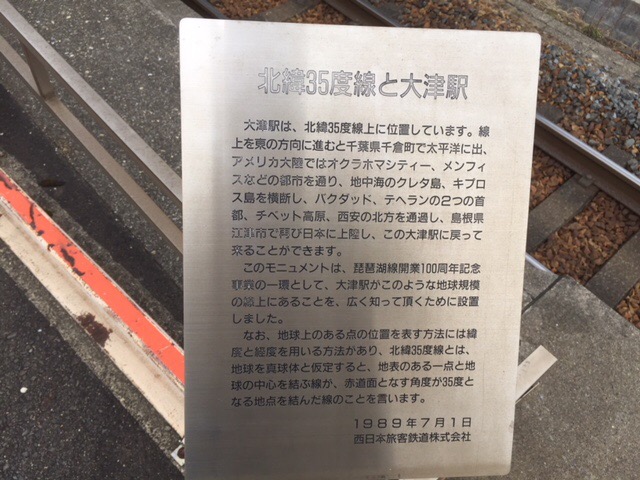 北緯35度線と大津駅
大津駅は、北緯35度線上に位置しています。線
上を東の方向に進むと千葉県千倉町で太平洋に出、
アメリカ大陸ではオクラホマシティー、メンフィ
スなどの都市を通り、地中海のクレタ島、キプロ
ス島を横断し、バクダッド、テヘランの2つの首
都、チベット高原、西安の北方を通過し、島根県
江津市で再び日本に上陸し、この大津駅に戻って
来ることができます。
このモニュメントは、琵琶湖線開業100周年記念
事業の一環として、大津駅がこのような地球規模
の線上にあることを、広く知って頂くために設置
しました。
なお、地球上のある点の位置を表す方法には緯
度と経度を用いる方法があり、北緯35度線とは、
地球を真球体と仮定すると、地表のある一点と地
球の中心を結ぶ線が、赤道面となす角度が35度と
なる地点を結んだ線のことを言います。
1989年7月1日
西日本旅客鉄道株式会社